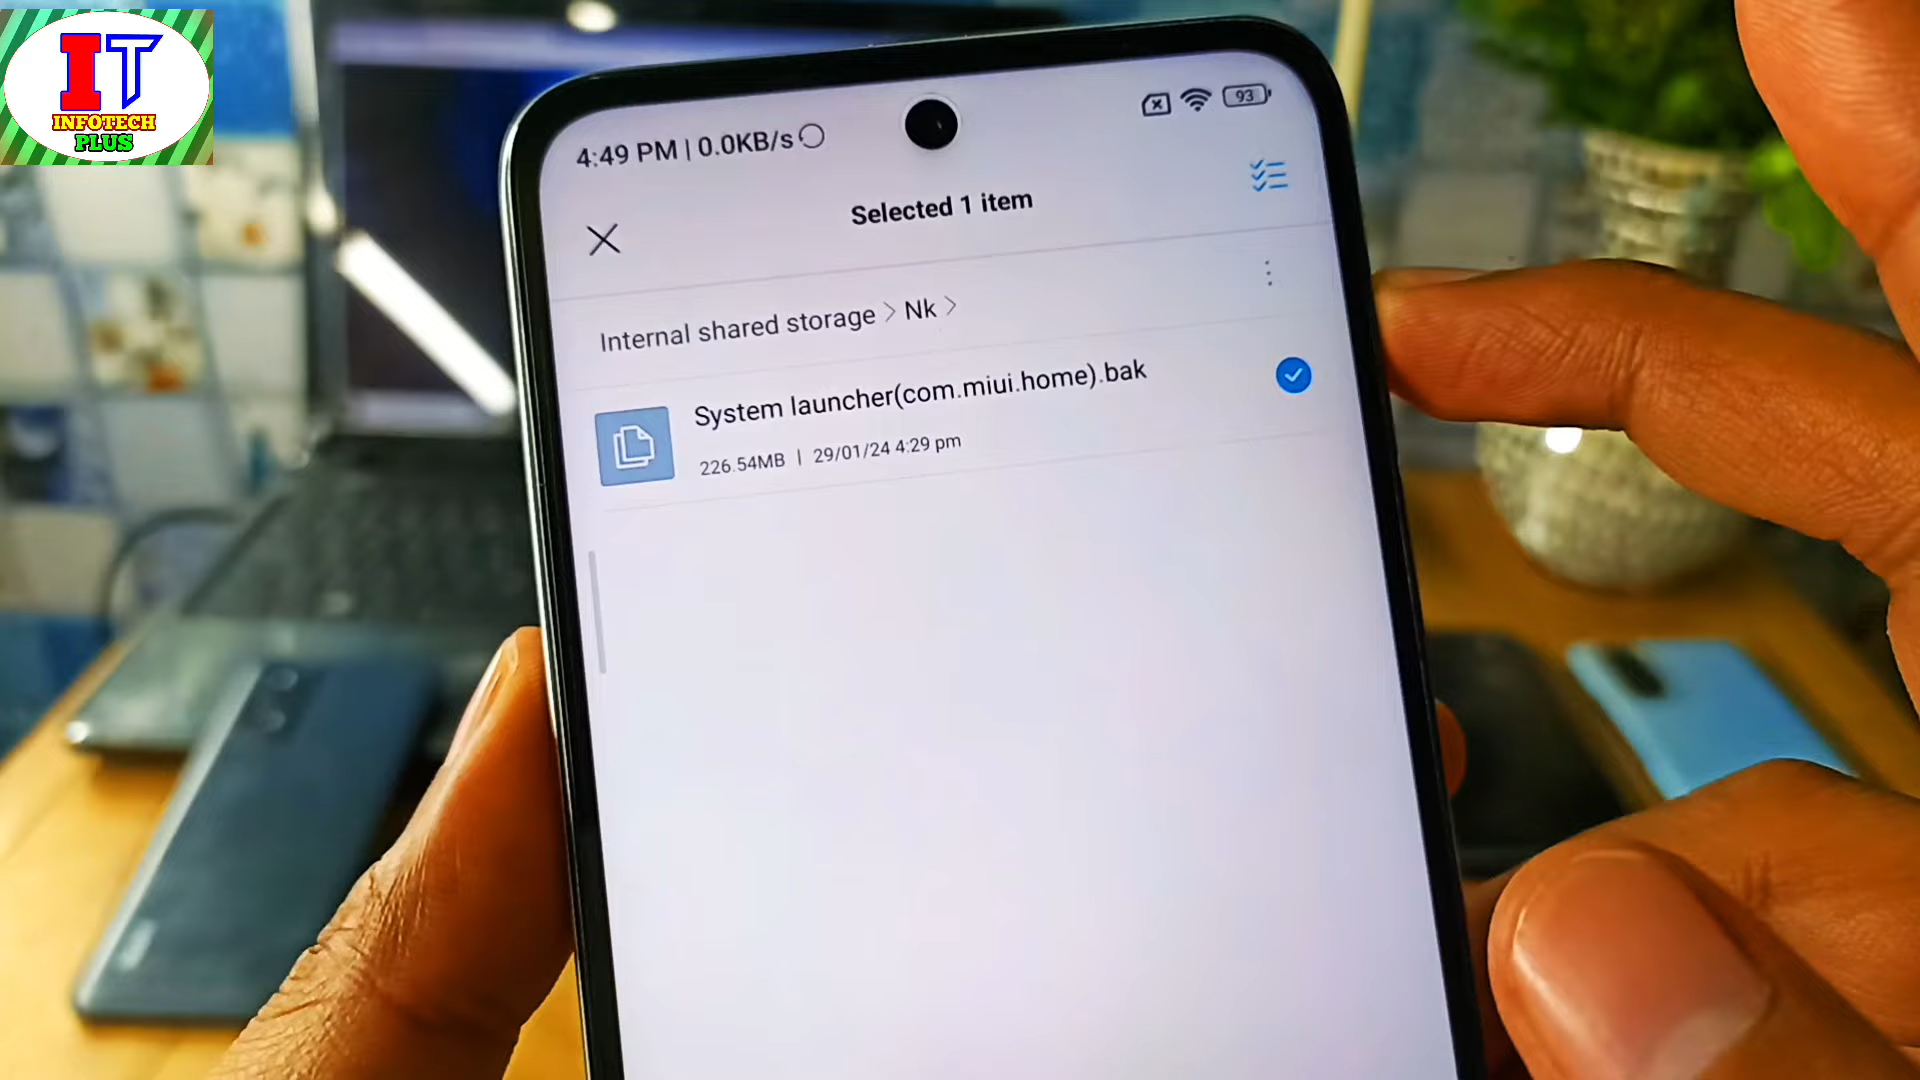 IT
INFOTECH
PLUS
4:49 PM | 0.0KB/s
93
Selected 1 item
Internal shared storage > Nk >
System launcher(com.miui.home).bak
226.54MB | 29/01/24 4:29 pm